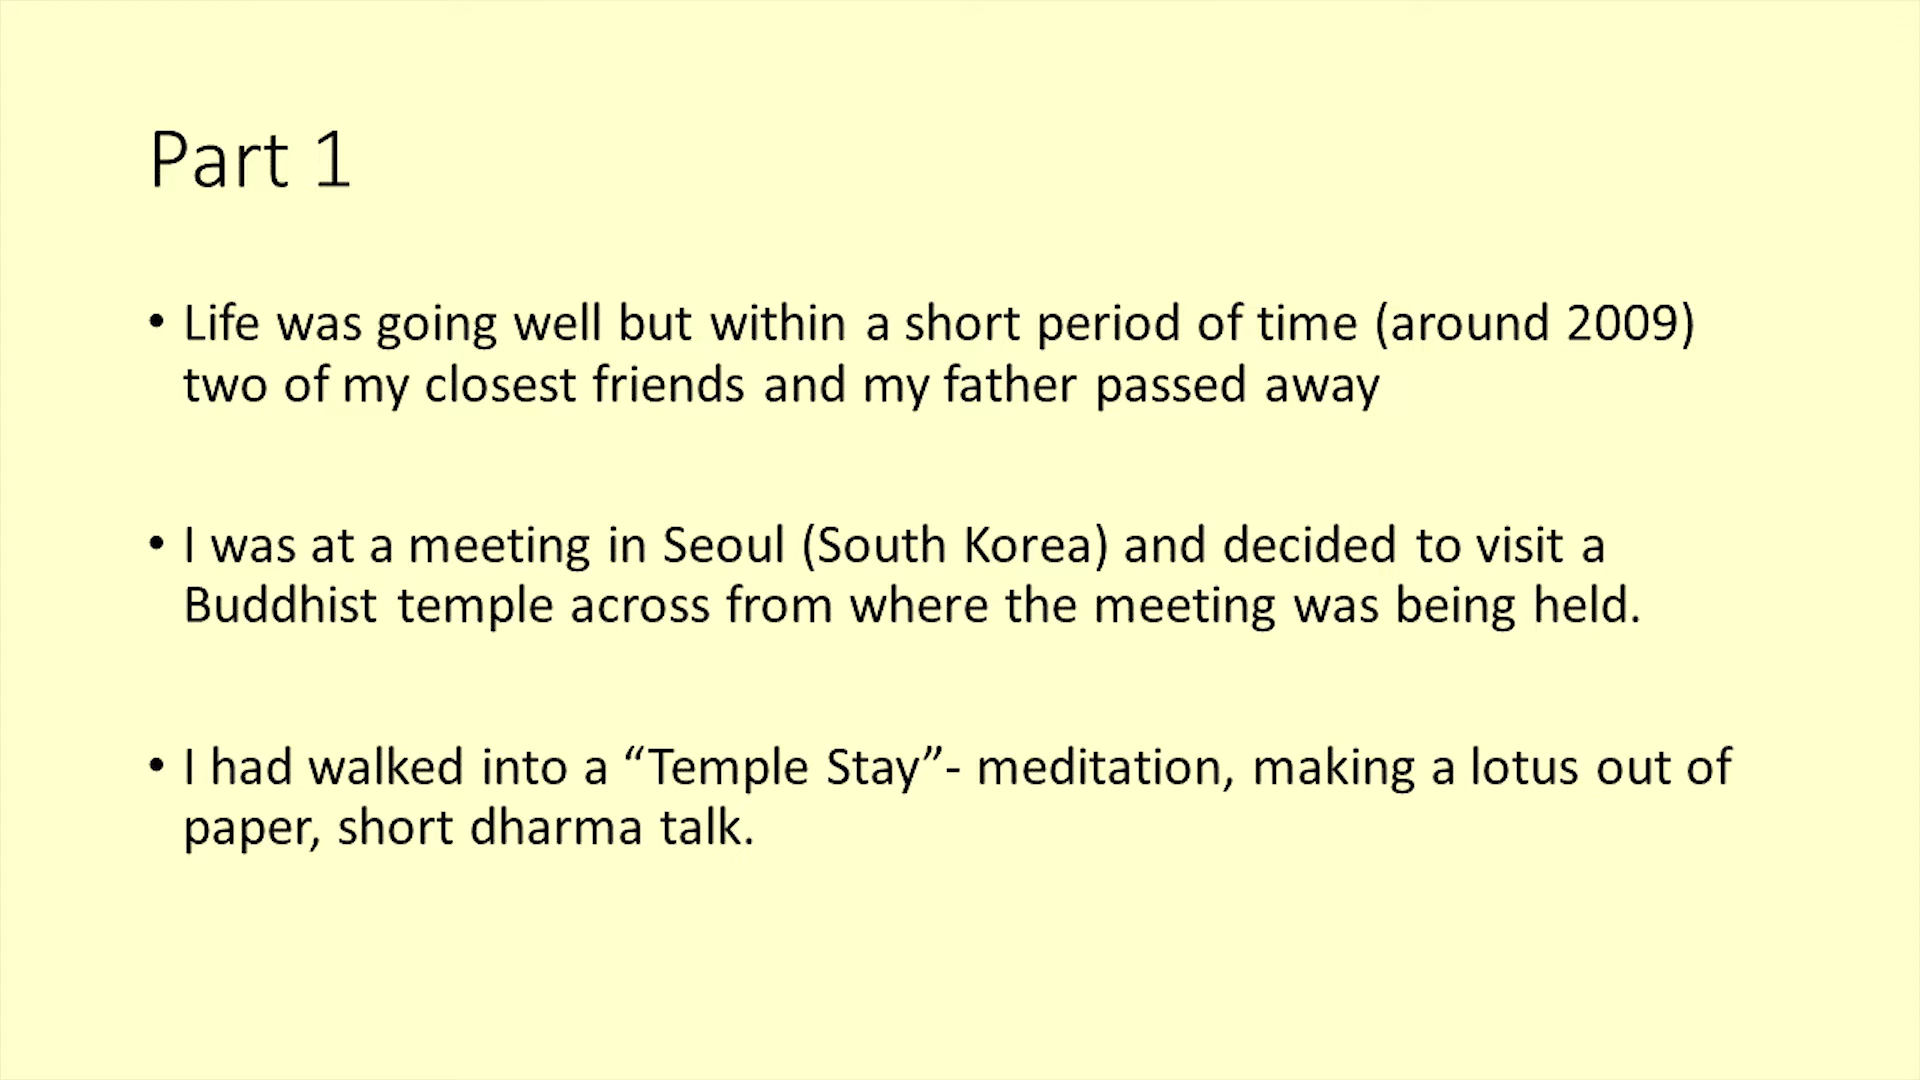 Part 1
• Life was going well but within a short period of time (around 2009)
two of my closest friends and my father passed away
• I was at a meeting in Seoul (South Korea) and decided to visit a
Buddhist temple across from where the meeting was being held.
• I had walked into a “Temple Stay”- meditation, making a lotus out of
paper, short dharma talk.